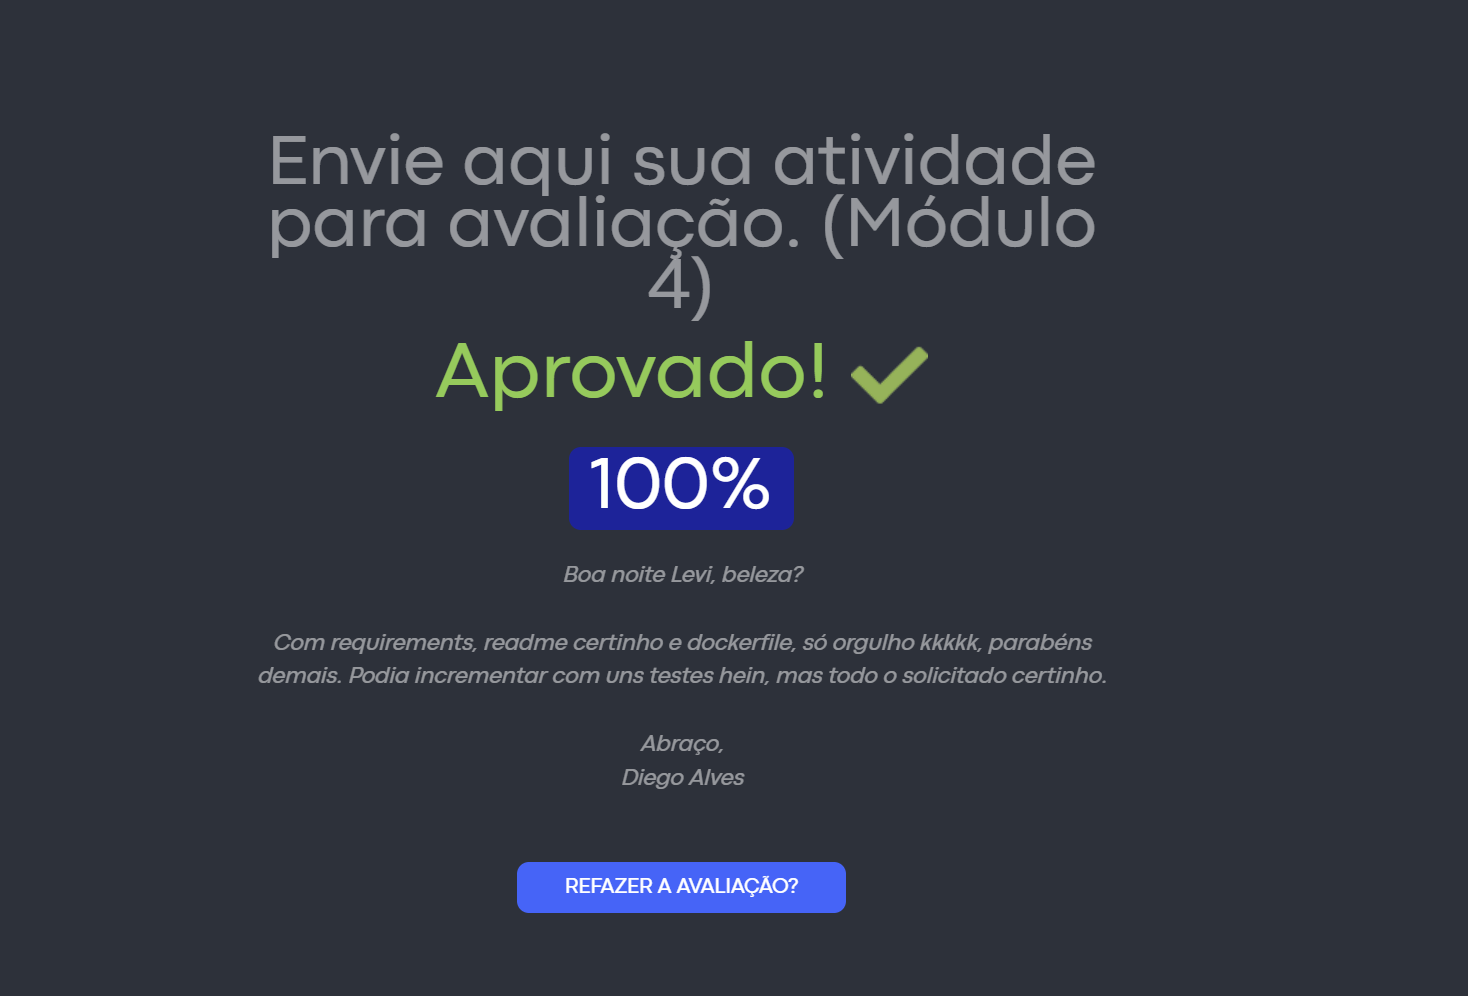 Envie aqui sua atividade
para avaliação. (Módulo
4)
Aprovado!
100%
Boa noite Levi, beleza?
Com requirements, readme certinho e dockerfile, só orgulho kkkkk, parabéns
demais. Podia incrementar com uns testes hein, mas todo o solicitado certinho.
Abraço,
Diego Alves
REFAZER A AVALIAÇÃO?